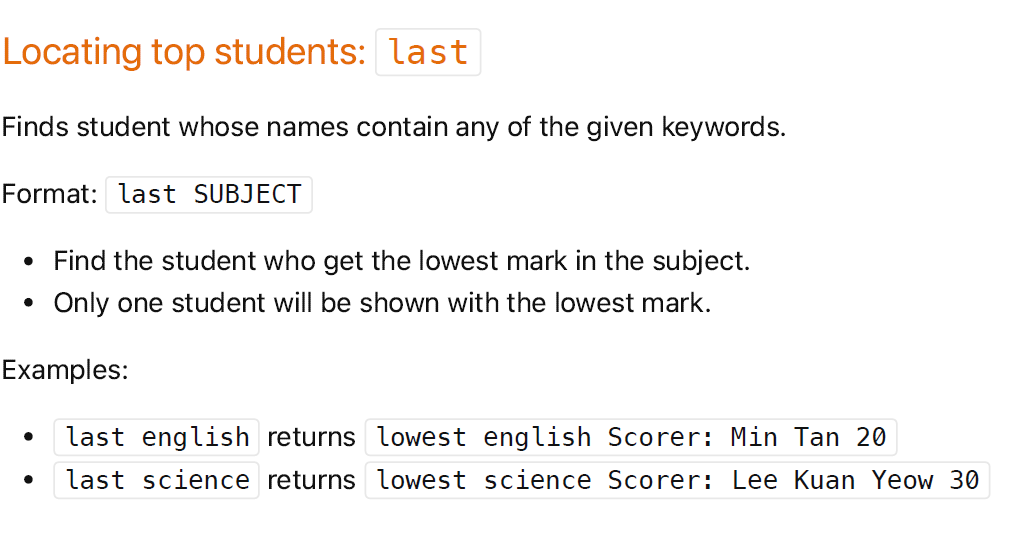 Locating top students: last
Finds student whose names contain any of the given keywords.
Format: last SUBJECT
• Find the student who get the lowest mark in the subject.
• Only one student will be shown with the lowest mark.
Examples:
• last english returns lowest english Scorer: Min Tan 20
• last science returns lowest science Scorer: Lee Kuan Yeow 30